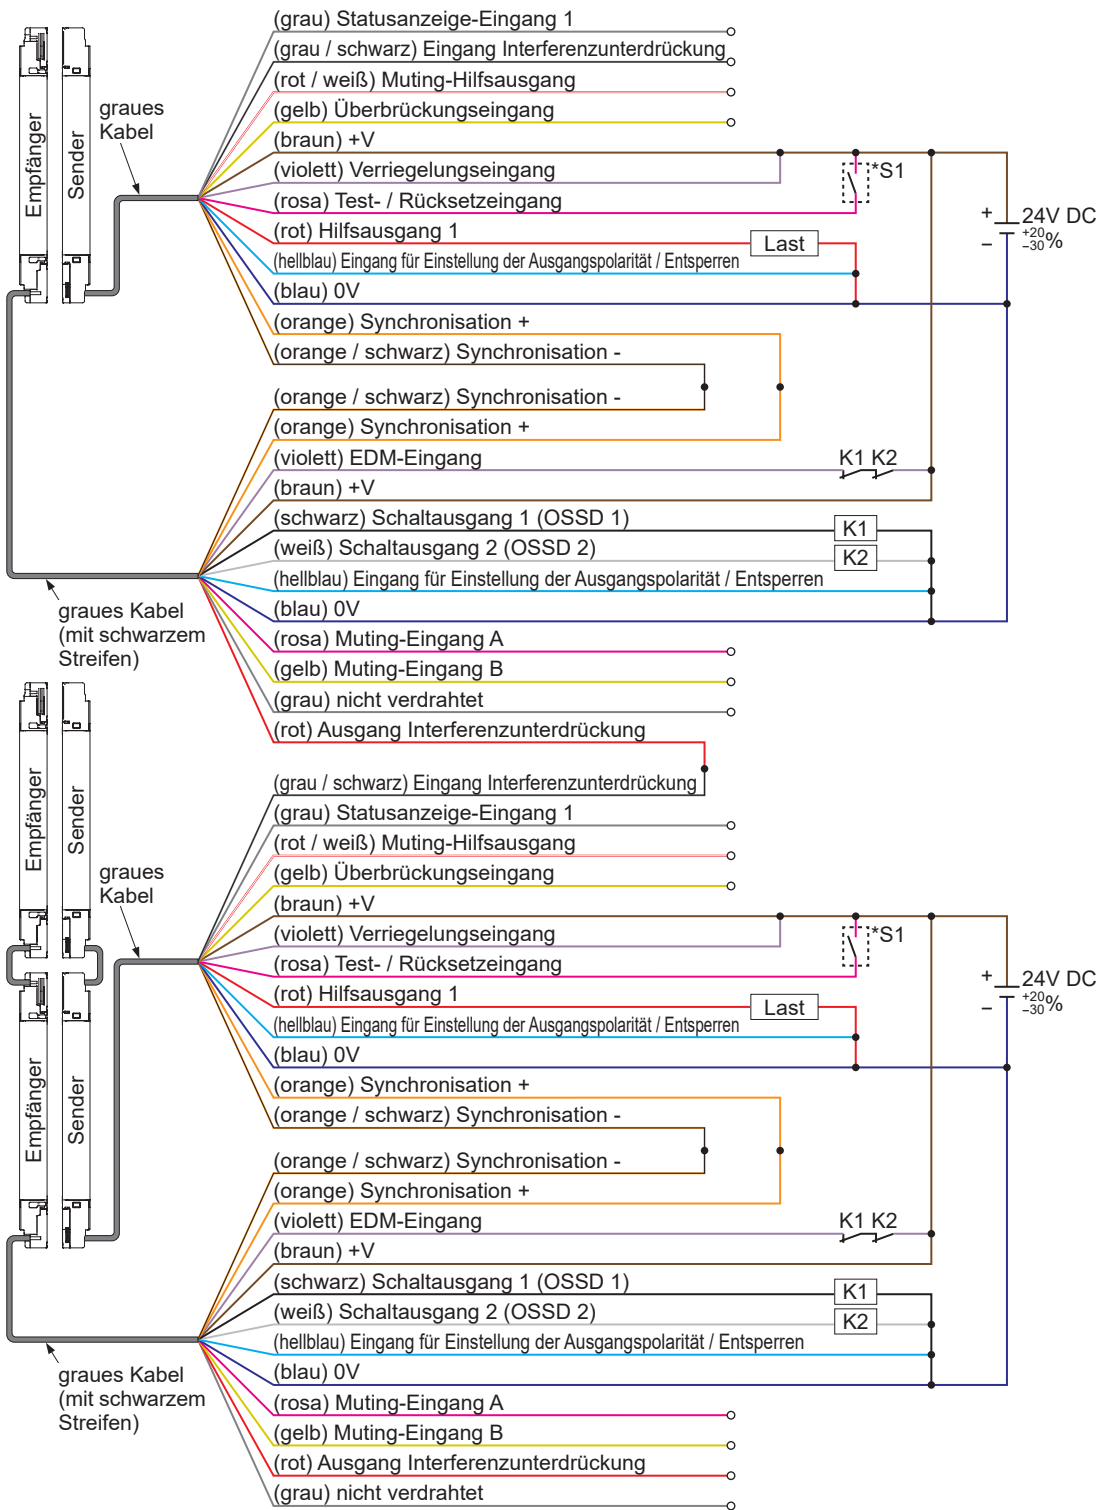 (grau) Statusanzeige-Eingang 1
(grau / schwarz) Eingang Interferenzunterdrückung
(rot / weiß) Muting-Hilfsausgang
(gelb) Überbrückungseingang
(braun) +V
(violett) Verriegelungseingang
(rosa) Test- / Rücksetzeingang
(rot) Hilfsausgang 1
(hellblau) Eingang für Einstellung der Ausgangspolarität / Entsperren
(blau) 0V
(orange) Synchronisation +
(orange / schwarz) Synchronisation -
graues
Kabel
Empfänger
Sender
*S1
Last
+
−
24V DC
+20
−30 %
(orange / schwarz) Synchronisation -
(orange) Synchronisation +
(violett) EDM-Eingang
K1 K2
(braun) +V
(schwarz) Schaltausgang 1 (OSSD 1)
K1
(weiß) Schaltausgang 2 (OSSD 2)
K2
(hellblau) Eingang für Einstellung der Ausgangspolarität / Entsperren
(blau) 0V
(rosa) Muting-Eingang A
(gelb) Muting-Eingang B
(grau) nicht verdrahtet
(rot) Ausgang Interferenzunterdrückung
graues Kabel
(mit schwarzem
Streifen)
(grau / schwarz) Eingang Interferenzunterdrückung
(grau) Statusanzeige-Eingang 1
(rot / weiß) Muting-Hilfsausgang
(gelb) Überbrückungseingang
(braun) +V
(violett) Verriegelungseingang
(rosa) Test- / Rücksetzeingang
(rot) Hilfsausgang 1
(hellblau) Eingang für Einstellung der Ausgangspolarität / Entsperren
(blau) 0V
(orange) Synchronisation +
(orange / schwarz) Synchronisation -
Empfänger
Sender
graues
Kabel
Empfänger
Sender
*S1
Last
+
−
24V DC
+20
−30 %
(orange / schwarz) Synchronisation -
(orange) Synchronisation +
(violett) EDM-Eingang
K1 K2
(braun) +V
(schwarz) Schaltausgang 1 (OSSD 1)
K1
(weiß) Schaltausgang 2 (OSSD 2)
K2
(hellblau) Eingang für Einstellung der Ausgangspolarität / Entsperren
(blau) 0V
(rosa) Muting-Eingang A
(gelb) Muting-Eingang B
(rot) Ausgang Interferenzunterdrückung
(grau) nicht verdrahtet
graues Kabel
(mit schwarzem
Streifen)